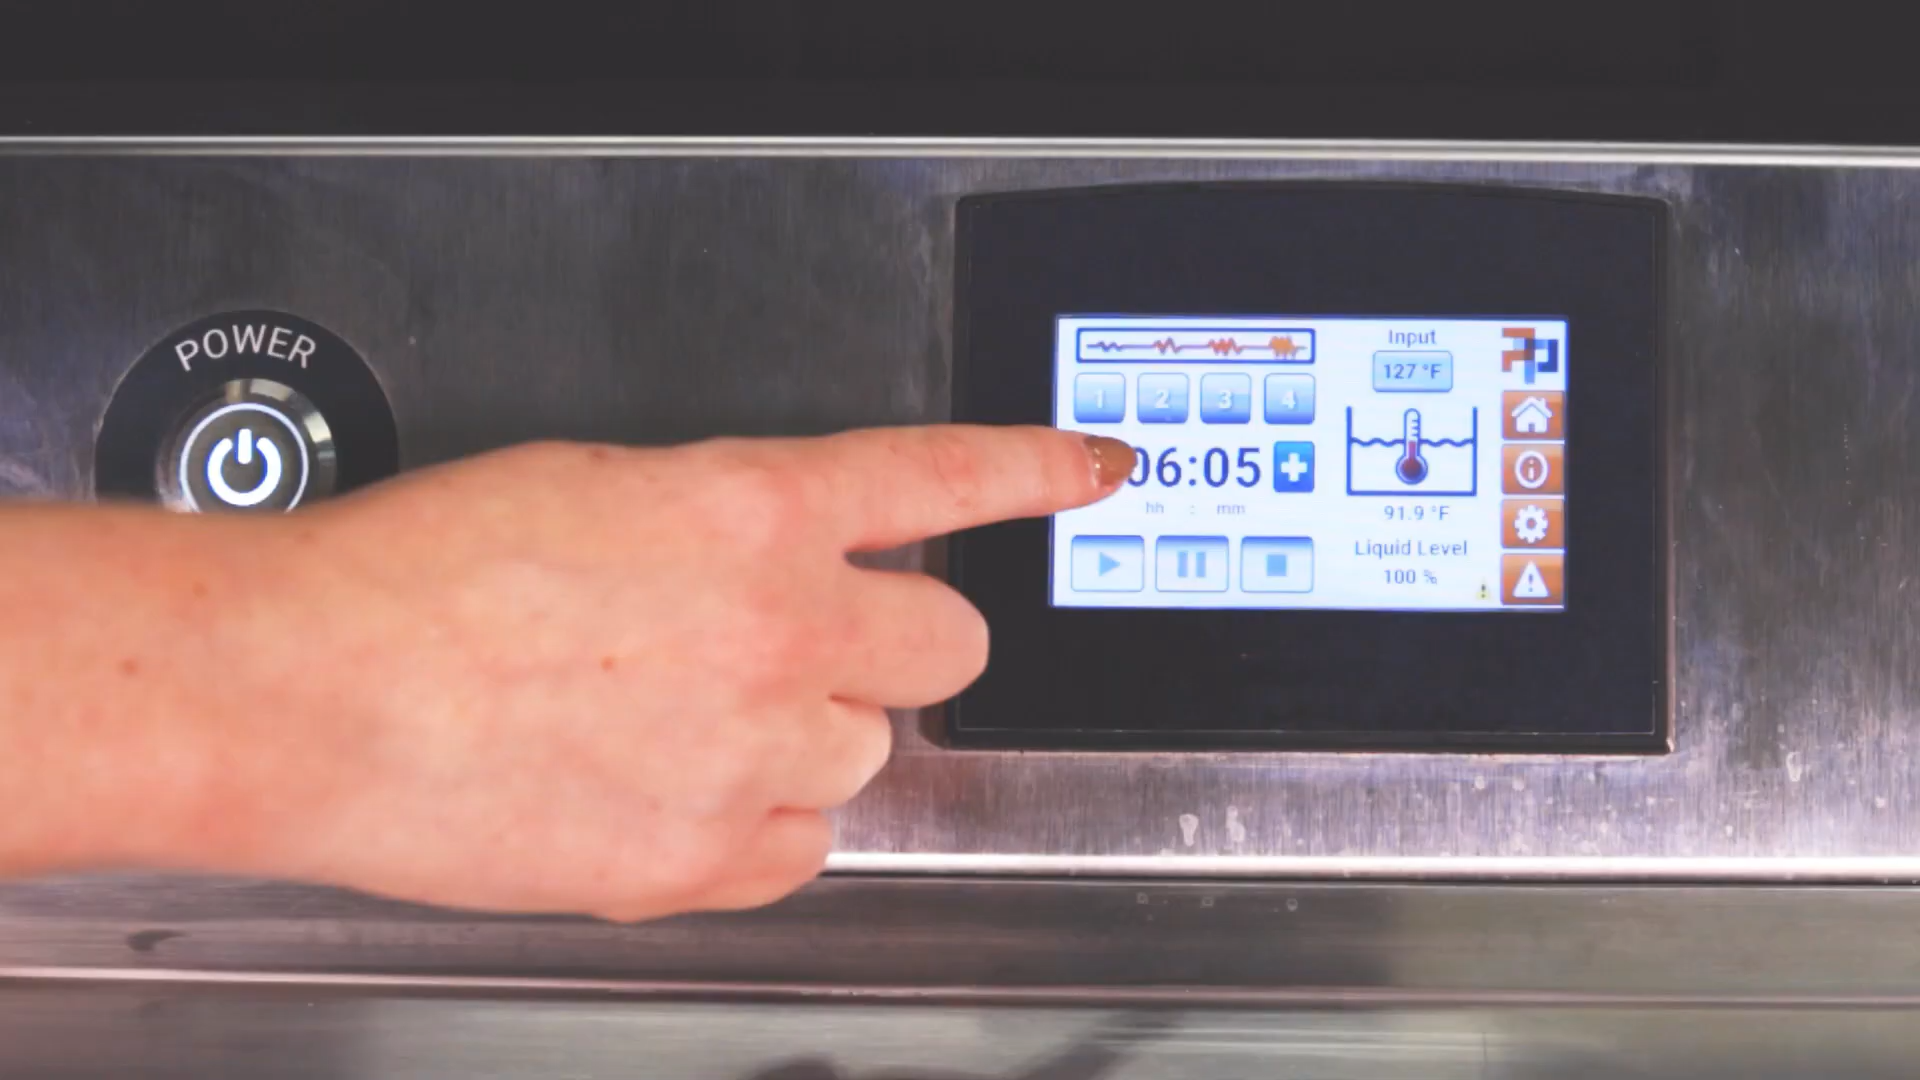 POWER
Input
127 °F
1 2 3 4
06:05
hh : mm
91.9 °F
Liquid Level
100 %